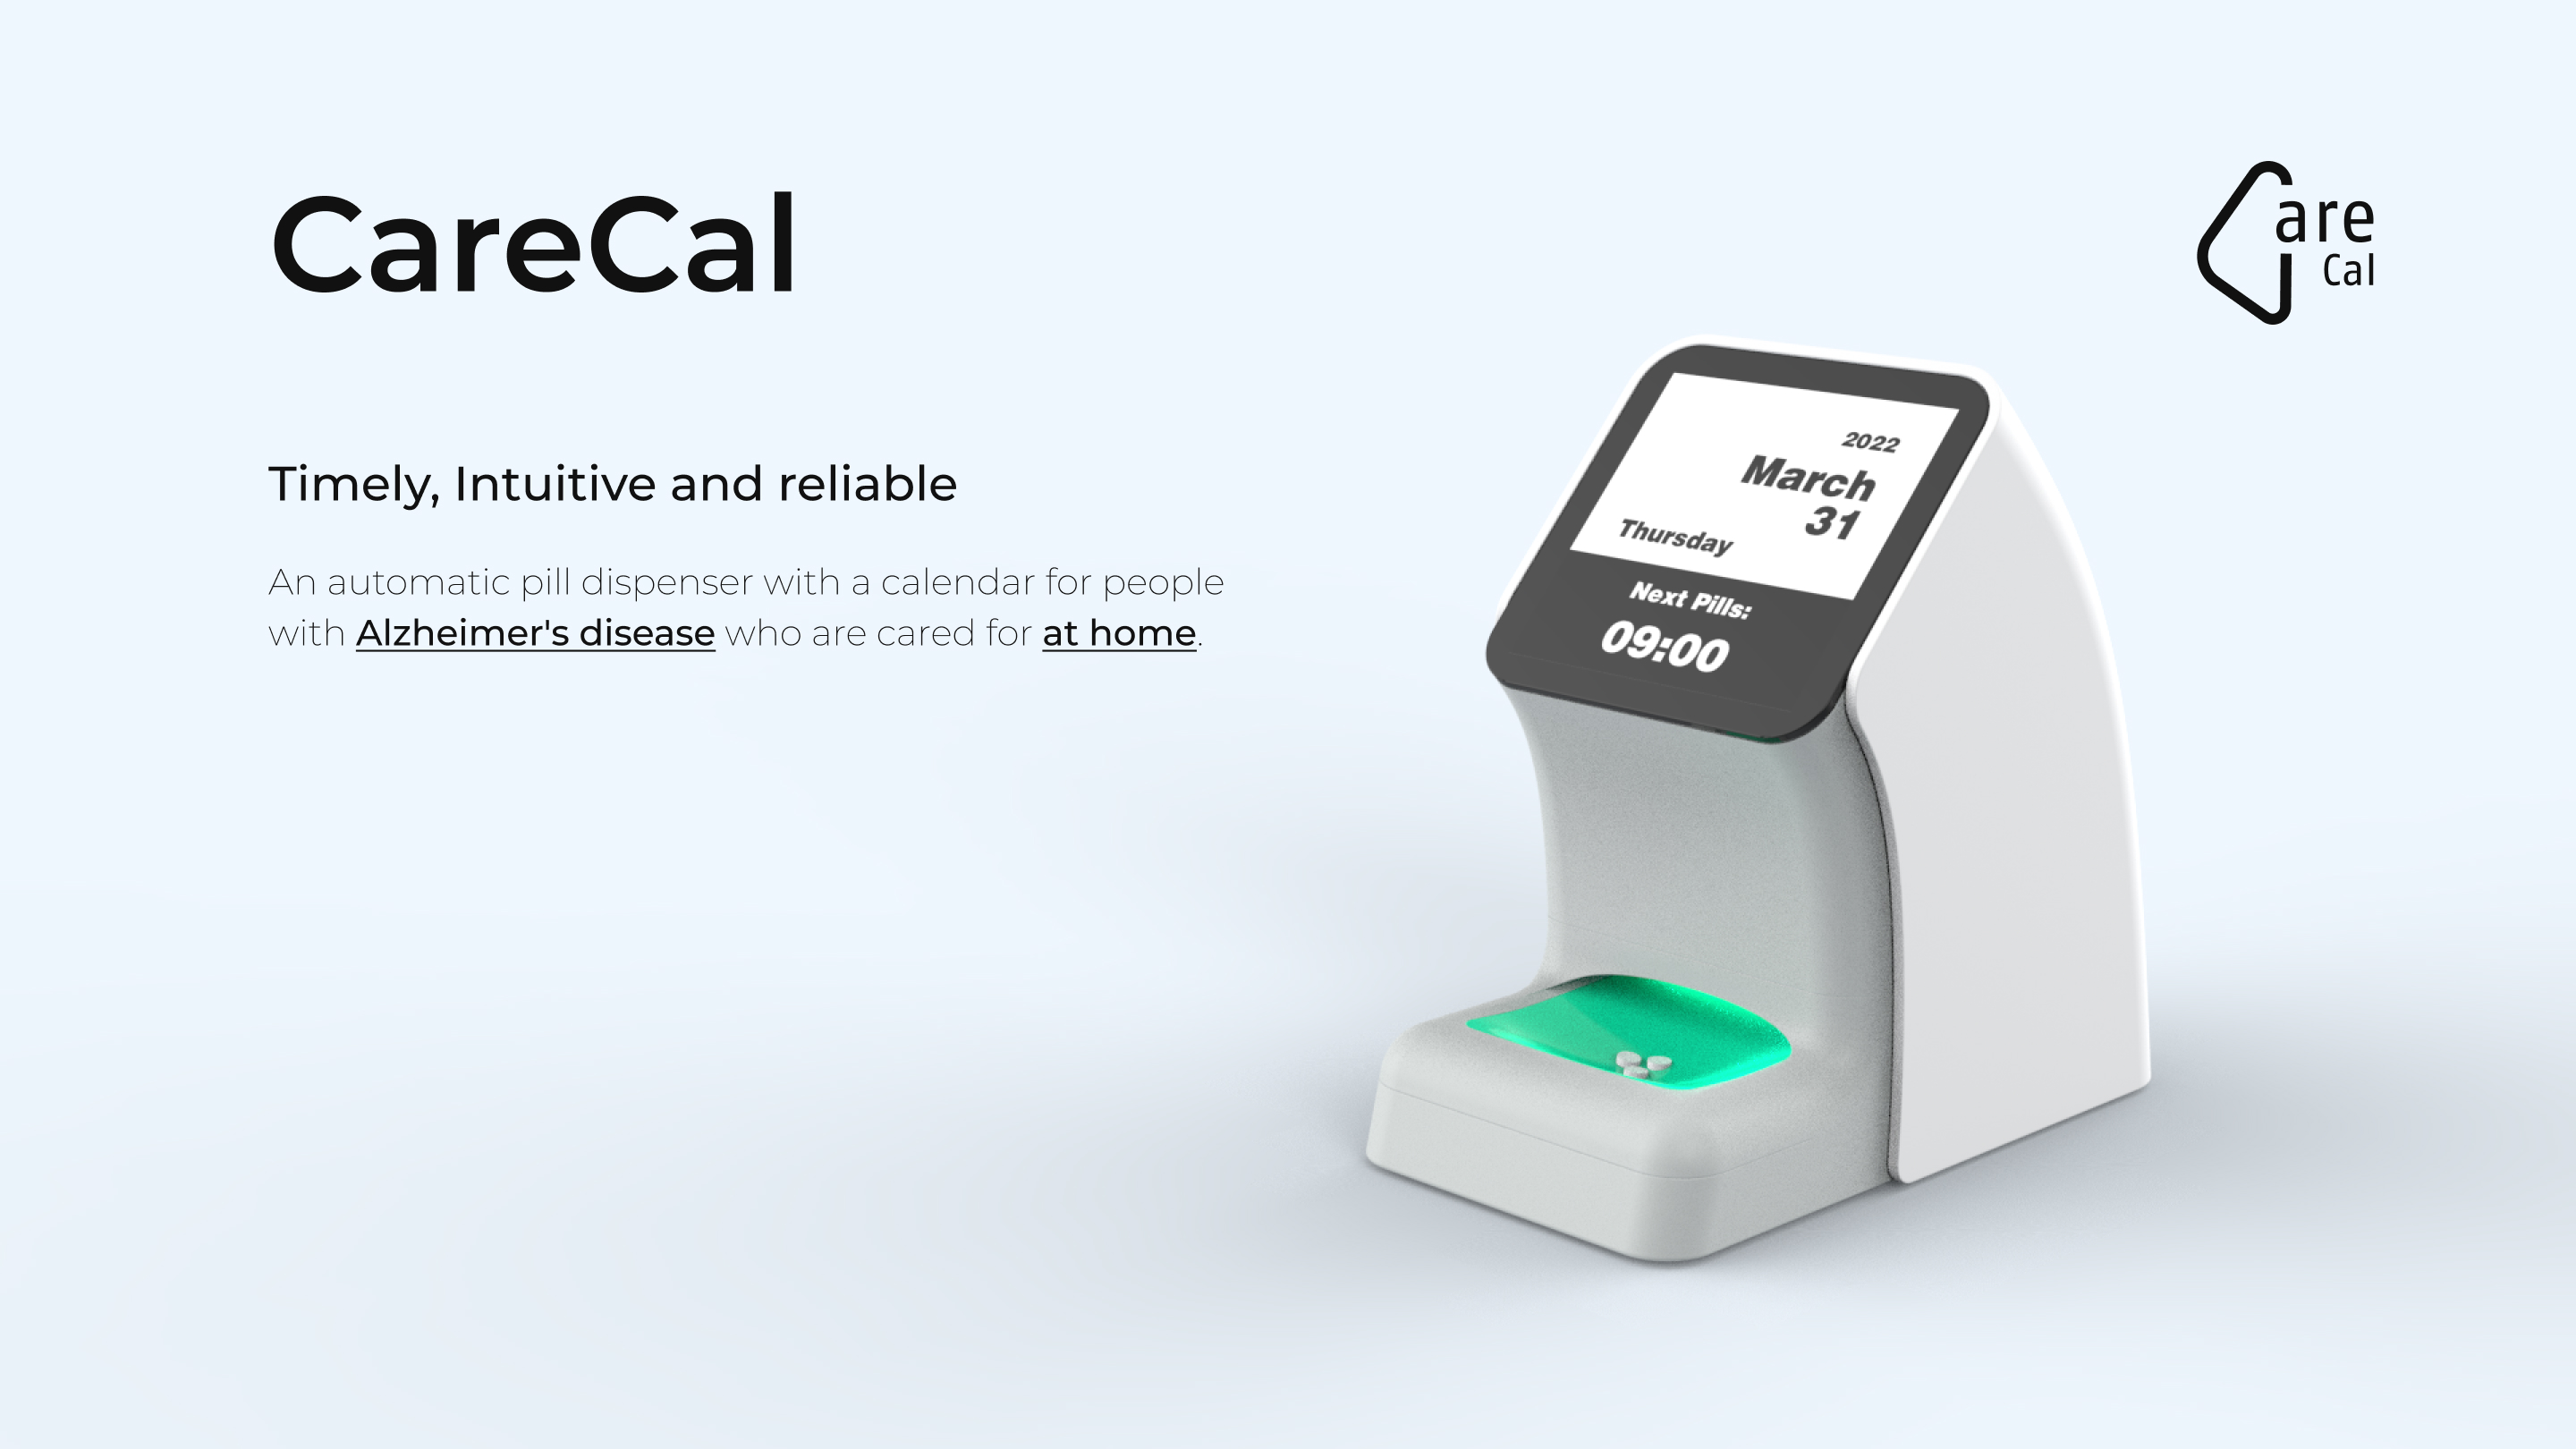 CareCal
are
Cal
Timely, Intuitive and reliable
An automatic pill dispenser with a calendar for people
with Alzheimer's disease who are cared for at home.
2022
March
31
Thursday
Next Pills:
09:00